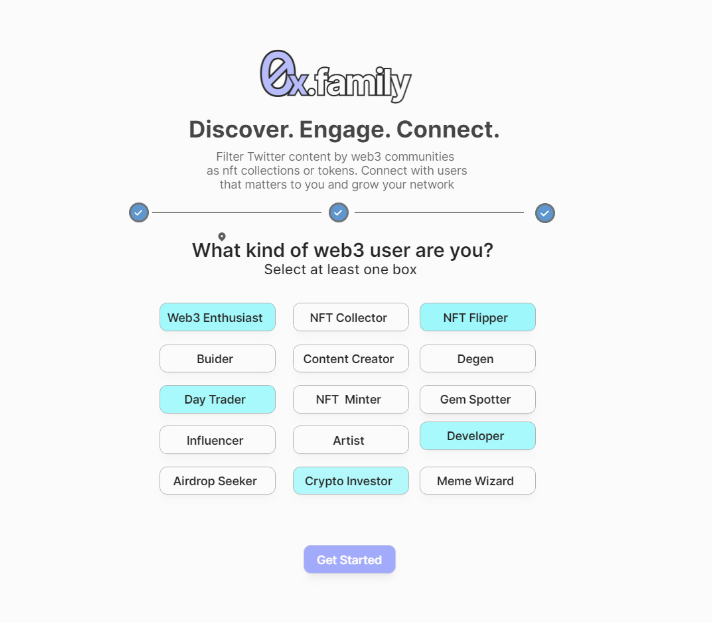 0x.family
Discover. Engage. Connect.
Filter Twitter content by web3 communities
as nft collections or tokens. Connect with users
that matters to you and grow your network
What kind of web3 user are you?
Select at least one box
Web3 Enthusiast
NFT Collector
NFT Flipper
Buider
Content Creator
Degen
Day Trader
NFT Minter
Gem Spotter
Influencer
Artist
Developer
Airdrop Seeker
Crypto Investor
Meme Wizard
Get Started